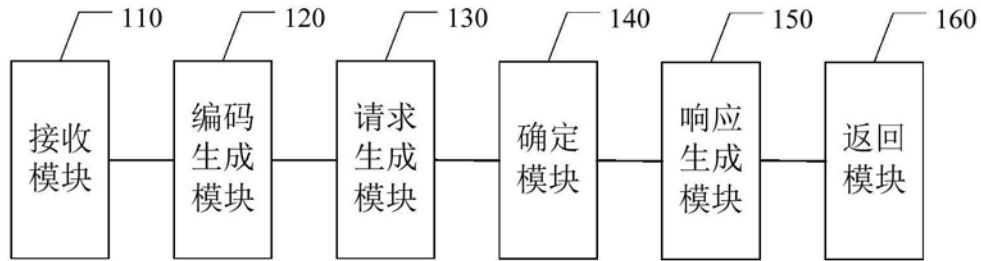 110 120 130 140 150 160
接收
模块
编码
生成
模块
请求
生成
模块
确定
模块
响应
生成
模块
返回
模块